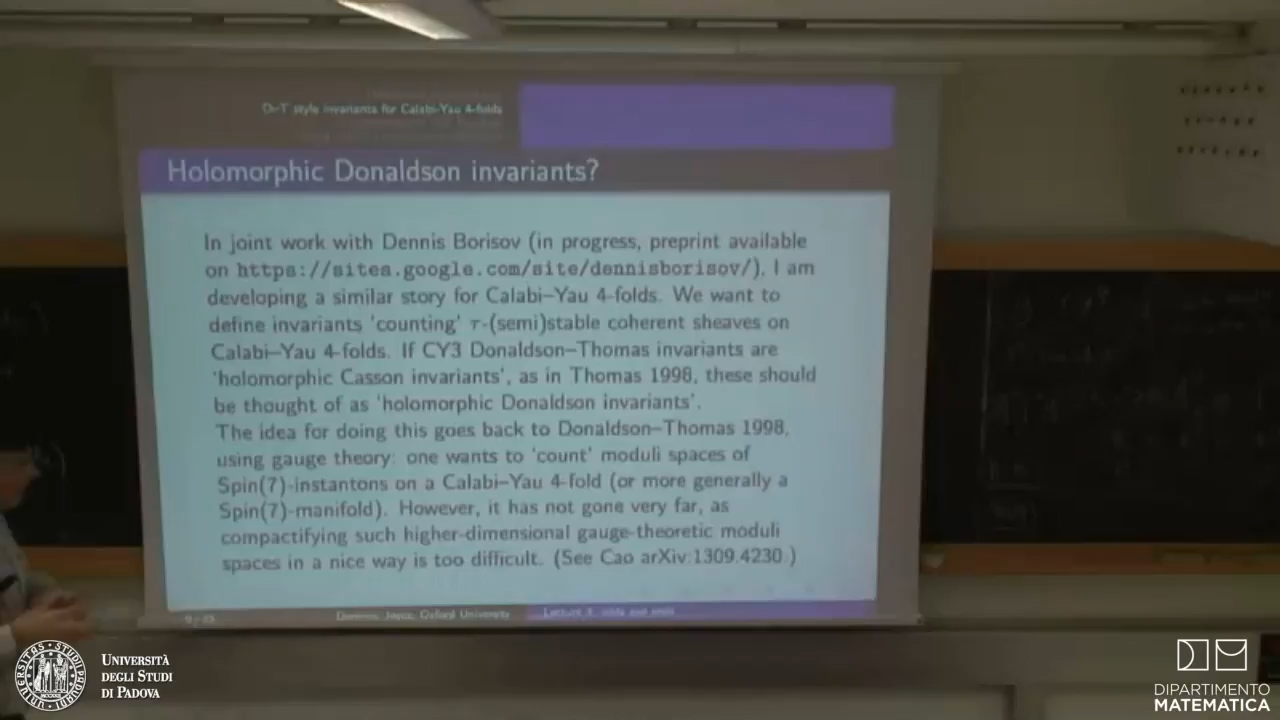 D–T style invariants for Calabi–Yau 4-folds
Holomorphic Donaldson invariants?
In joint work with Dennis Borisov (in progress, preprint available
on https://sites.google.com/site/dennisborisov/), I am
developing a similar story for Calabi–Yau 4-folds. We want to
define invariants 'counting' τ-(semi)stable coherent sheaves on
Calabi–Yau 4-folds. If CY3 Donaldson–Thomas invariants are
'holomorphic Casson invariants', as in Thomas 1998, these should
be thought of as 'holomorphic Donaldson invariants'.
The idea for doing this goes back to Donaldson–Thomas 1998,
using gauge theory: one wants to 'count' moduli spaces of
Spin(7)-instantons on a Calabi–Yau 4-fold (or more generally a
Spin(7)-manifold). However, it has not gone very far, as
compactifying such higher-dimensional gauge-theoretic moduli
spaces in a nice way is too difficult. (See Cao arXiv:1309.4230.)
Joyce, Oxford University
Lecture
UNIVERSITÀ
DEGLI STUDI
DI PADOVA
DIPARTIMENTO
MATEMATICA